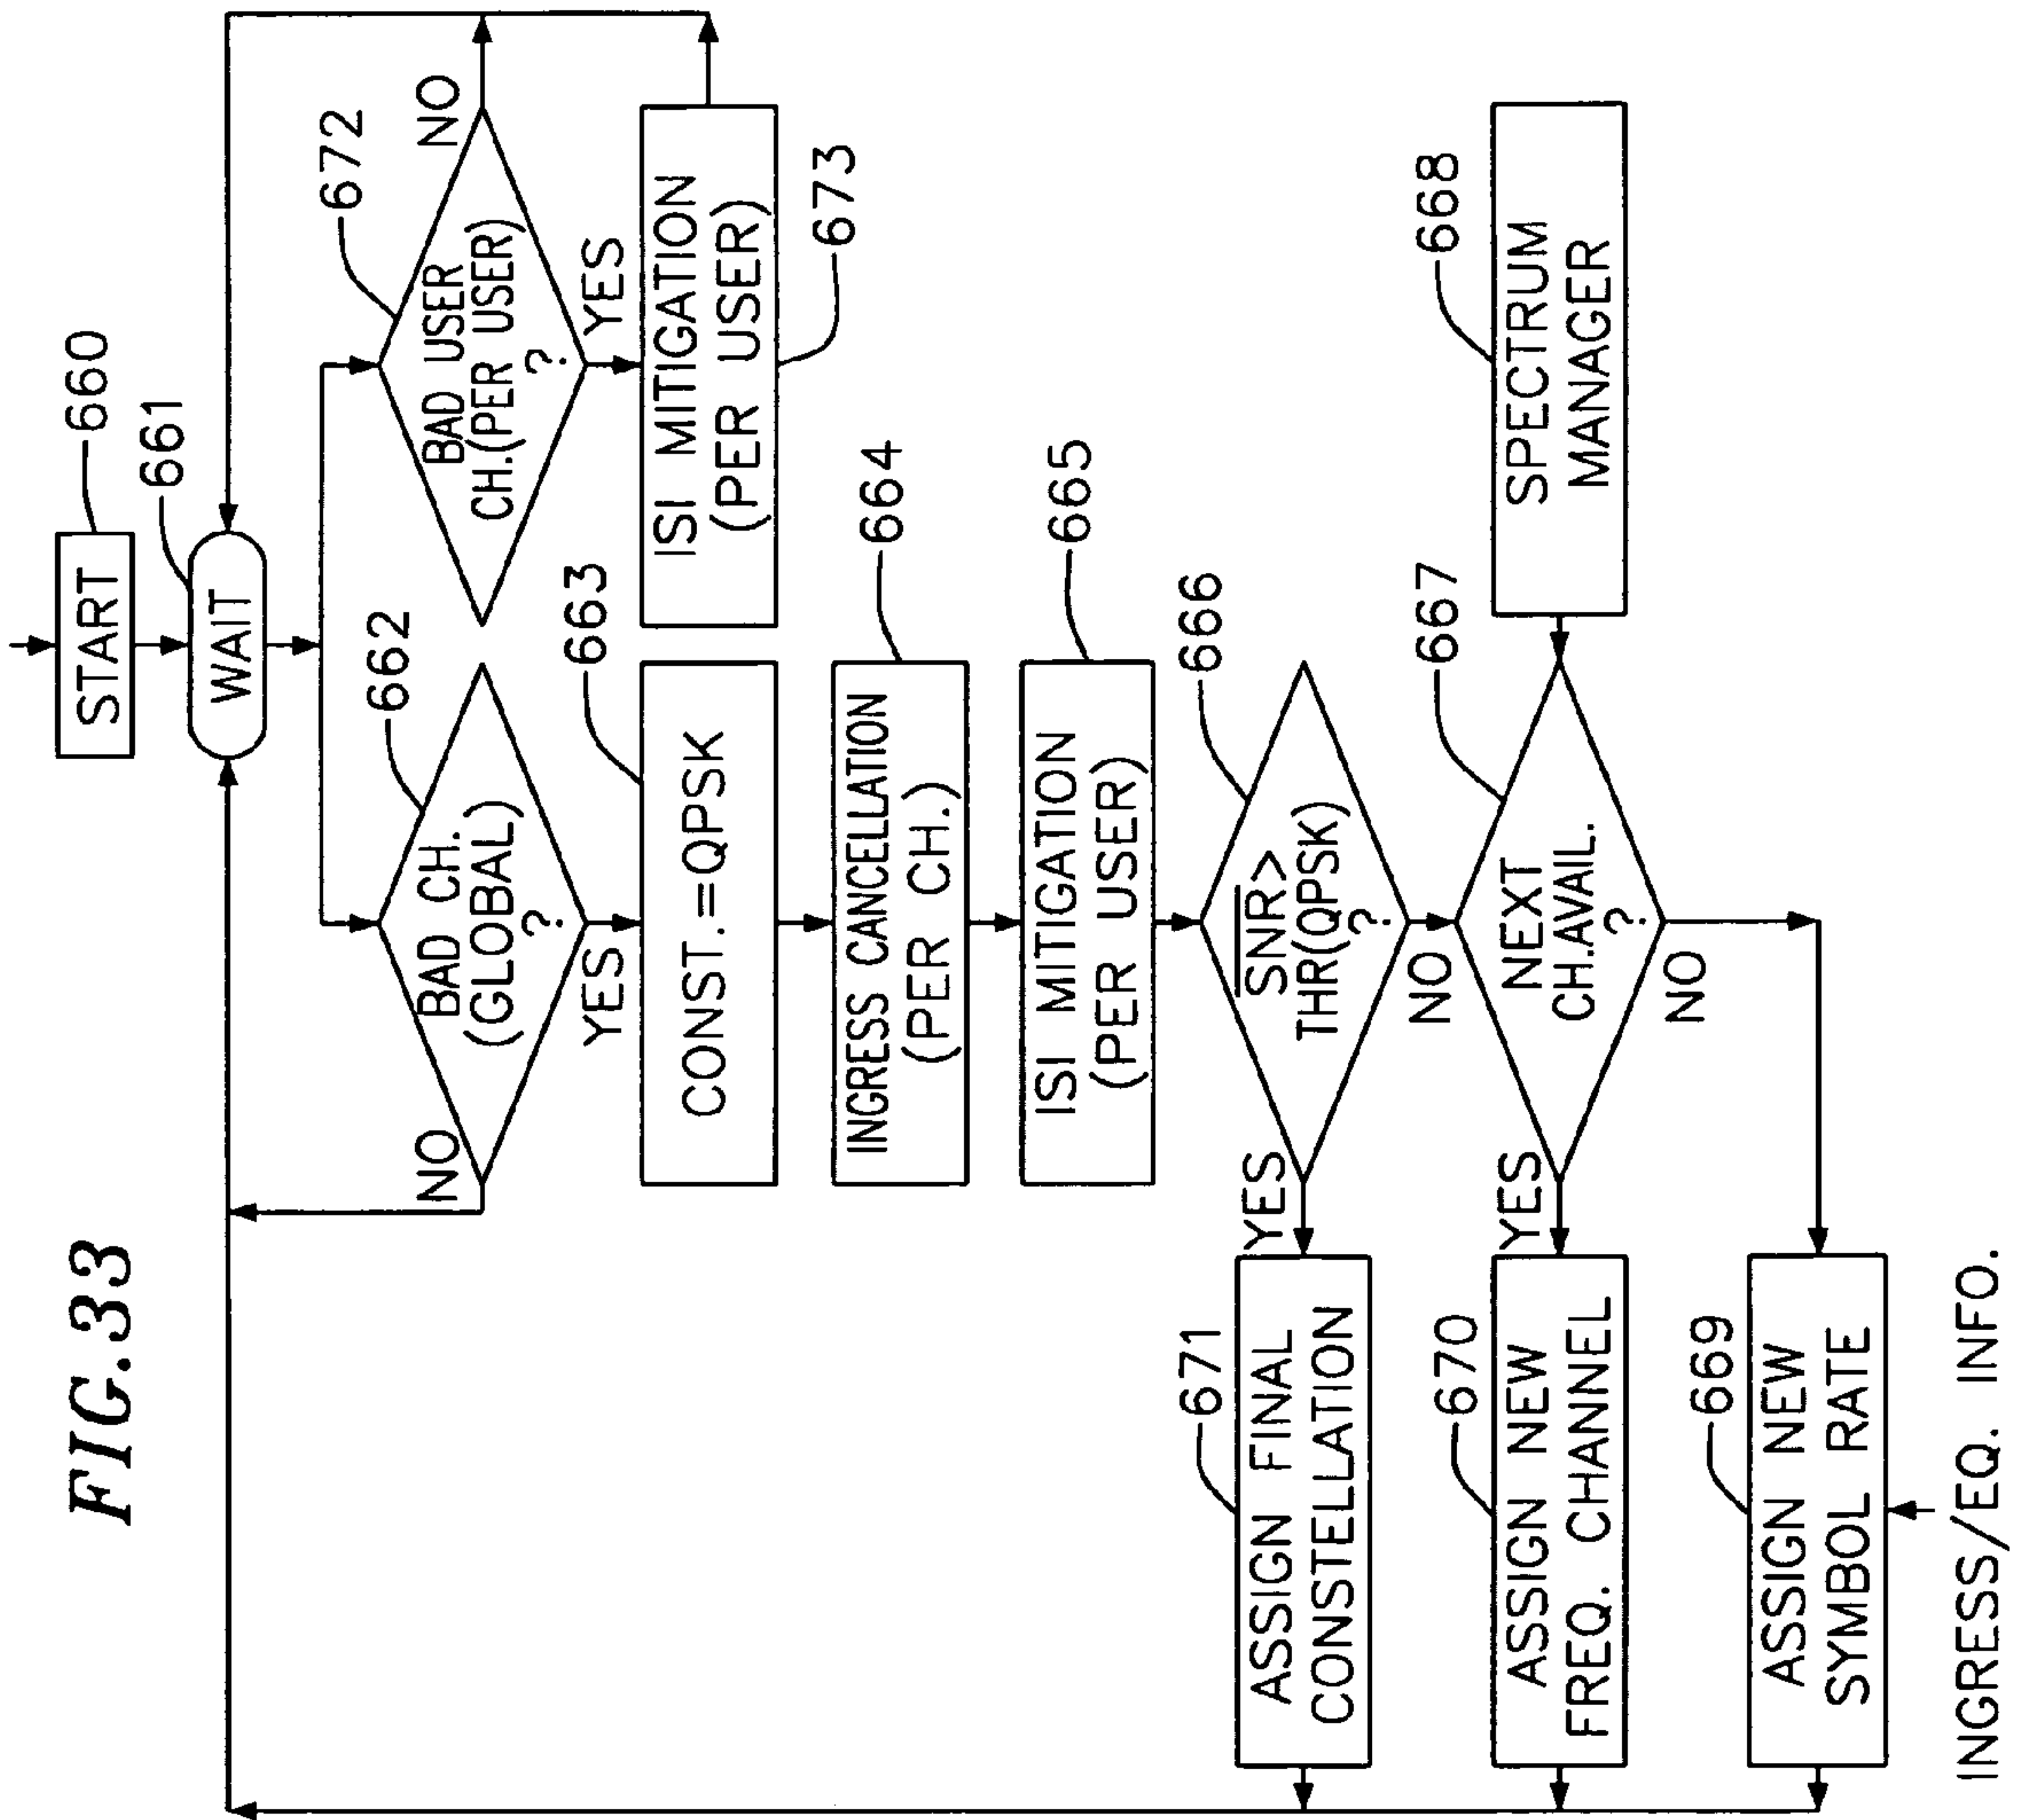 FIG.33
START
660
WAIT
661
BAD CH.
(GLOBAL)
?
662
NO
YES
BAD USER
CH.(PER USER)
?
672
NO
YES
CONST.=QPSK
663
ISI MITIGATION
(PER USER)
673
INGRESS CANCELLATION
(PER CH.)
664
ISI MITIGATION
(PER USER)
665
SNR>
THR(QPSK)
?
666
YES
NO
ASSIGN FINAL
CONSTELLATION
671
NEXT
CH.AVAIL.
?
667
YES
NO
SPECTRUM
MANAGER
668
ASSIGN NEW
FREQ. CHANNEL
670
ASSIGN NEW
SYMBOL RATE
669
INGRESS/EQ. INFO.